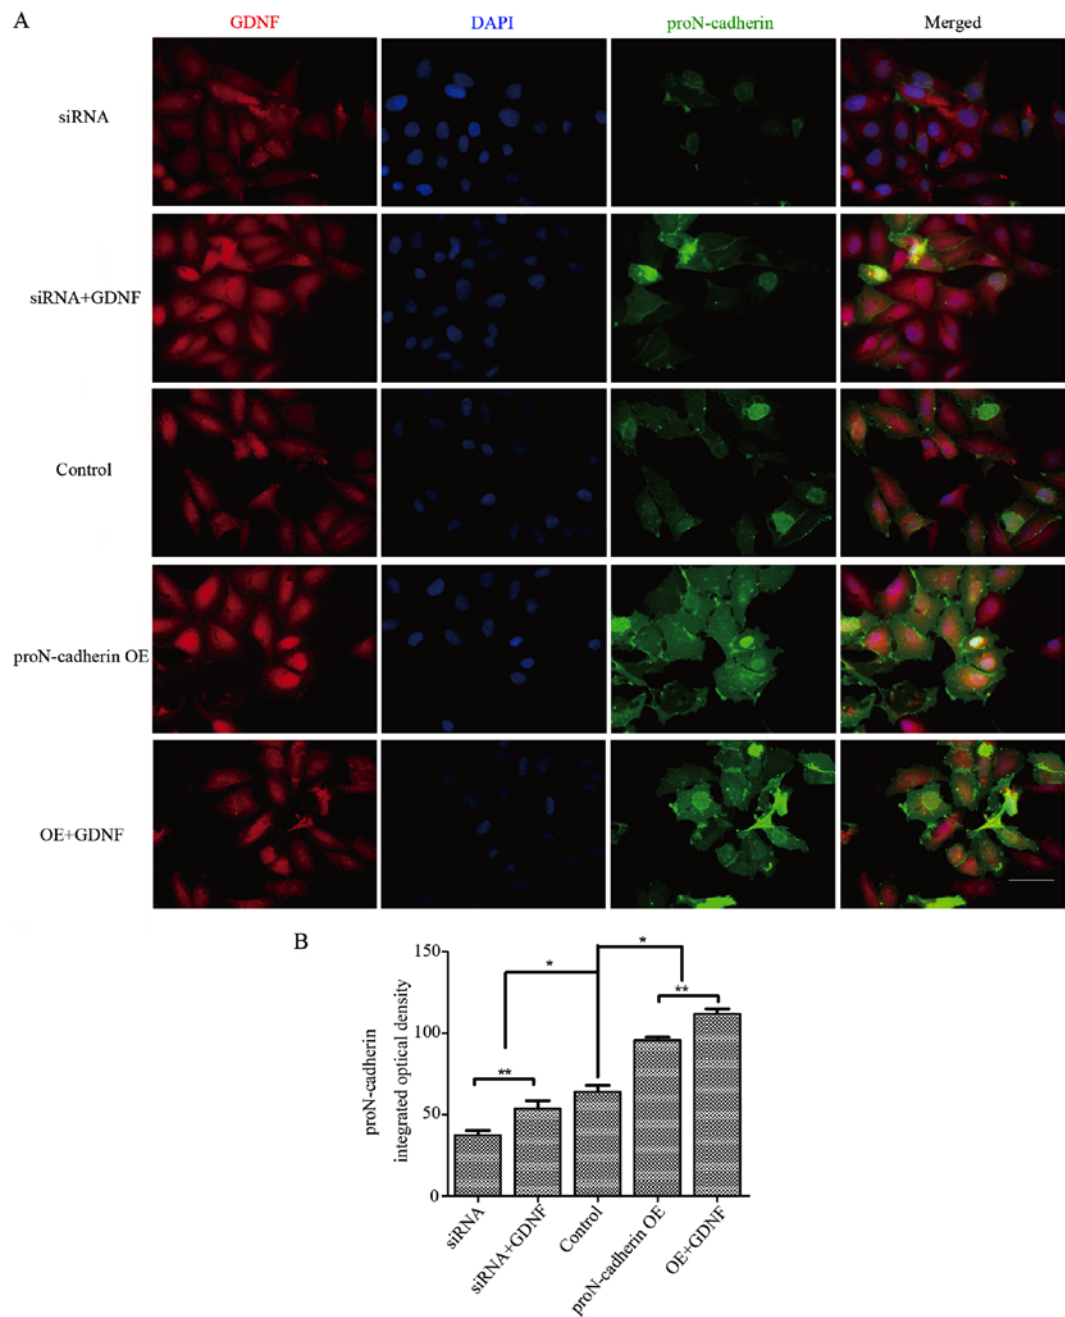 A
GDNF DAPI proN-cadherin Merged
siRNA
siRNA+GDNF
Control
proN-cadherin OE
OE+GDNF
B
proN-cadherin
integrated optical density
150
100
50
0
*
*
**
**
siRNA
siRNA+GDNF
Control
proN-cadherin OE
OE+GDNF